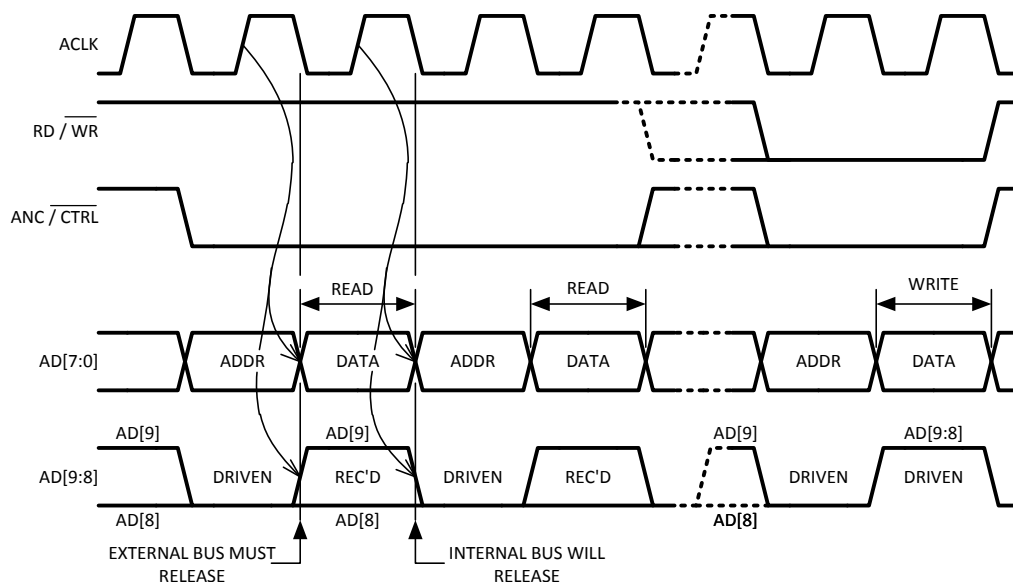 ACLK
RD / WR
ANC / CTRL
READ
READ
WRITE
AD[7:0]
ADDR
DATA
ADDR
DATA
ADDR
DATA
AD[9]
AD[9]
AD[9]
AD[9:8]
AD[9:8]
DRIVEN
REC'D
DRIVEN
REC'D
DRIVEN
DRIVEN
AD[8]
AD[8]
AD[8]
EXTERNAL BUS MUST
RELEASE
INTERNAL BUS WILL
RELEASE